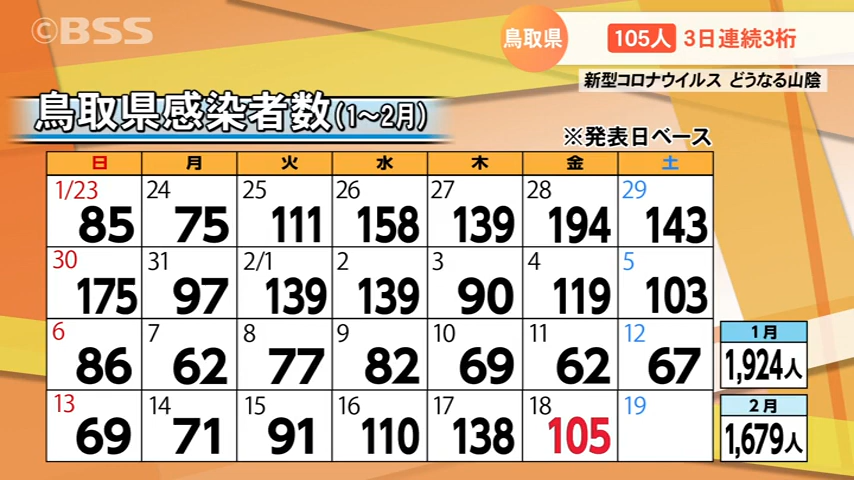 ©BSS
鳥取県 105人 3日連続3桁
新型コロナウイルス どうなる山陰
鳥取県感染者数(1〜2月)
※発表日ベース
日 月 火 水 木 金 土
1/23 24 25 26 27 28 29
85 75 111 158 139 194 143
30 31 2/1 2 3 4 5
175 97 139 139 90 119 103
6 7 8 9 10 11 12
86 62 77 82 69 62 67
13 14 15 16 17 18 19
69 71 91 110 138 105
1月
1,924人
2月
1,679人